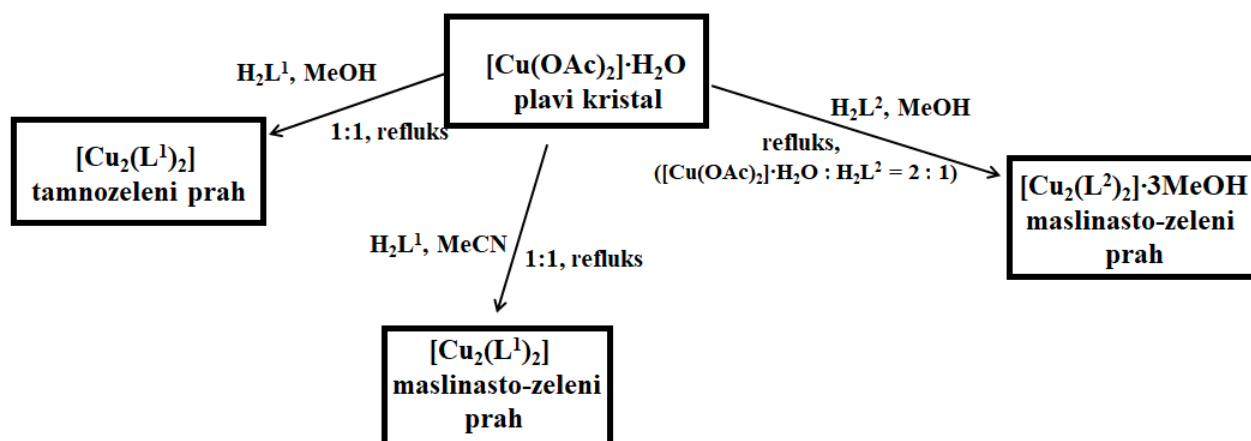 [Cu(OAc)₂]·H₂O
plavi kristal
H₂L¹, MeOH
1:1, refluks
[Cu₂(L¹)₂]
tamnozeleni prah
H₂L¹, MeCN
1:1, refluks
[Cu₂(L¹)₂]
maslinasto-zeleni
prah
H₂L², MeOH
refluks,
([Cu(OAc)₂]·H₂O : H₂L² = 2 : 1)
[Cu₂(L²)₂]·3MeOH
maslinasto-zeleni
prah